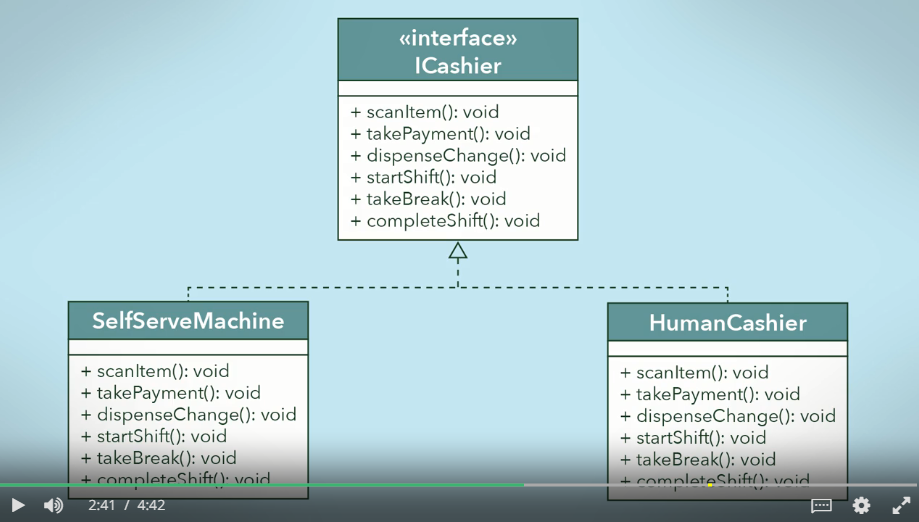 «interface»
ICashier
+ scanItem(): void
+ takePayment(): void
+ dispenseChange(): void
+ startShift(): void
+ takeBreak(): void
+ completeShift(): void
SelfServeMachine
+ scanItem(): void
+ takePayment(): void
+ dispenseChange(): void
+ startShift(): void
+ takeBreak(): void
+ completeShift(): void
HumanCashier
+ scanItem(): void
+ takePayment(): void
+ dispenseChange(): void
+ startShift(): void
+ takeBreak(): void
+ completeShift(): void
2:41 / 4:42